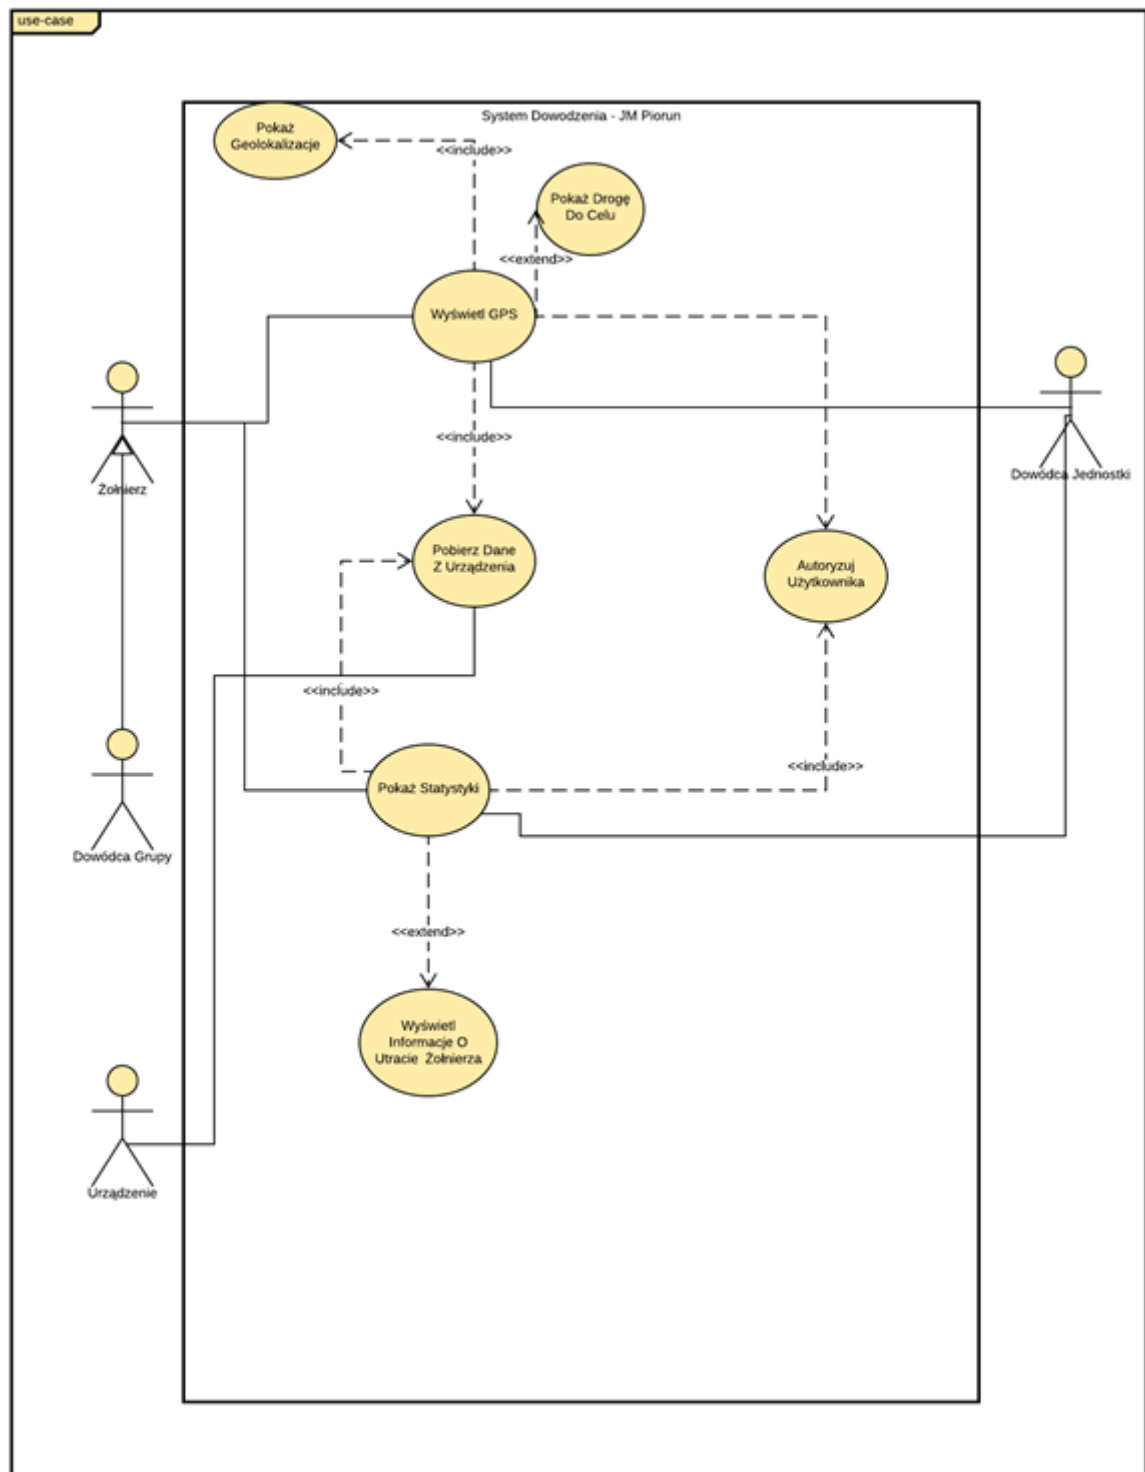 use-case
System Dowodzenia - JM Piorun
Pokaż
Geolokalizacje
<<include>>
Pokaż Drogę
Do Celu
<<extend>>
Wyświetl GPS
<<include>>
Żołnierz
Dowódca Jednostki
Pobierz Dane
Z Urządzenia
Autoryzuj
Użytkownika
<<include>>
<<include>>
Pokaż Statystyki
Dowódca Grupy
<<extend>>
Wyświetl
Informacje O
Utracie Żołnierza
Urządzenie